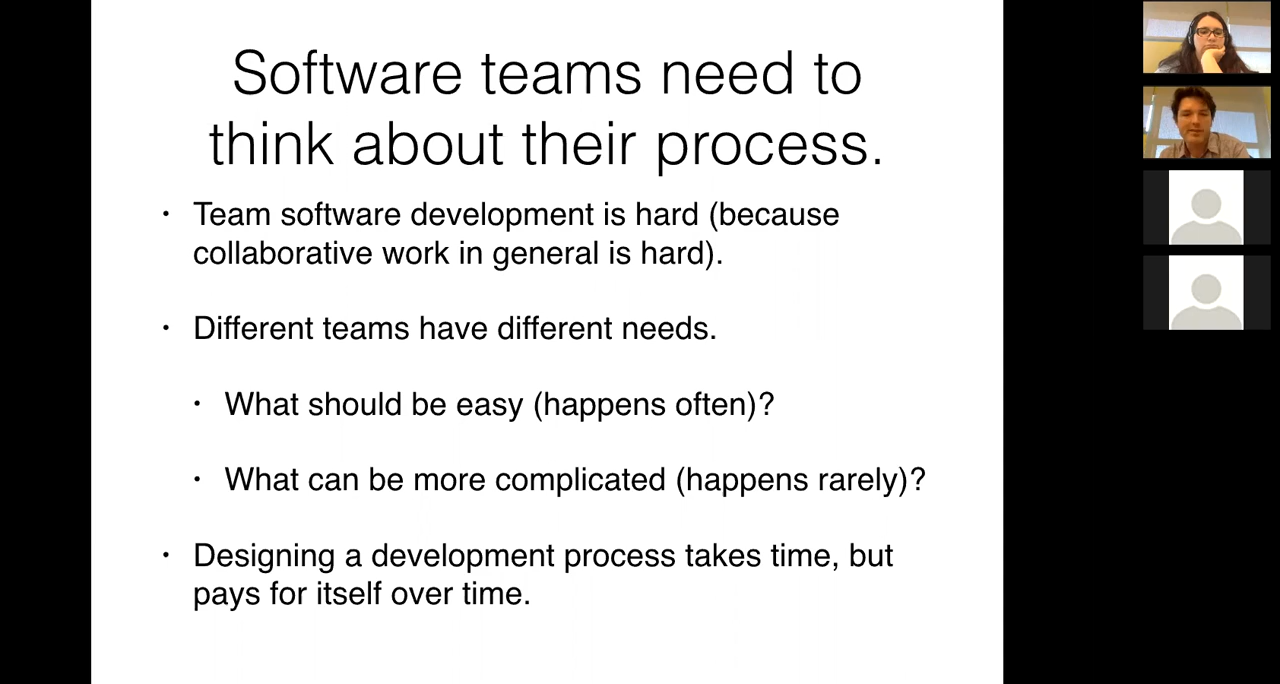 Software teams need to
think about their process.
• Team software development is hard (because
collaborative work in general is hard).
• Different teams have different needs.
• What should be easy (happens often)?
• What can be more complicated (happens rarely)?
• Designing a development process takes time, but
pays for itself over time.